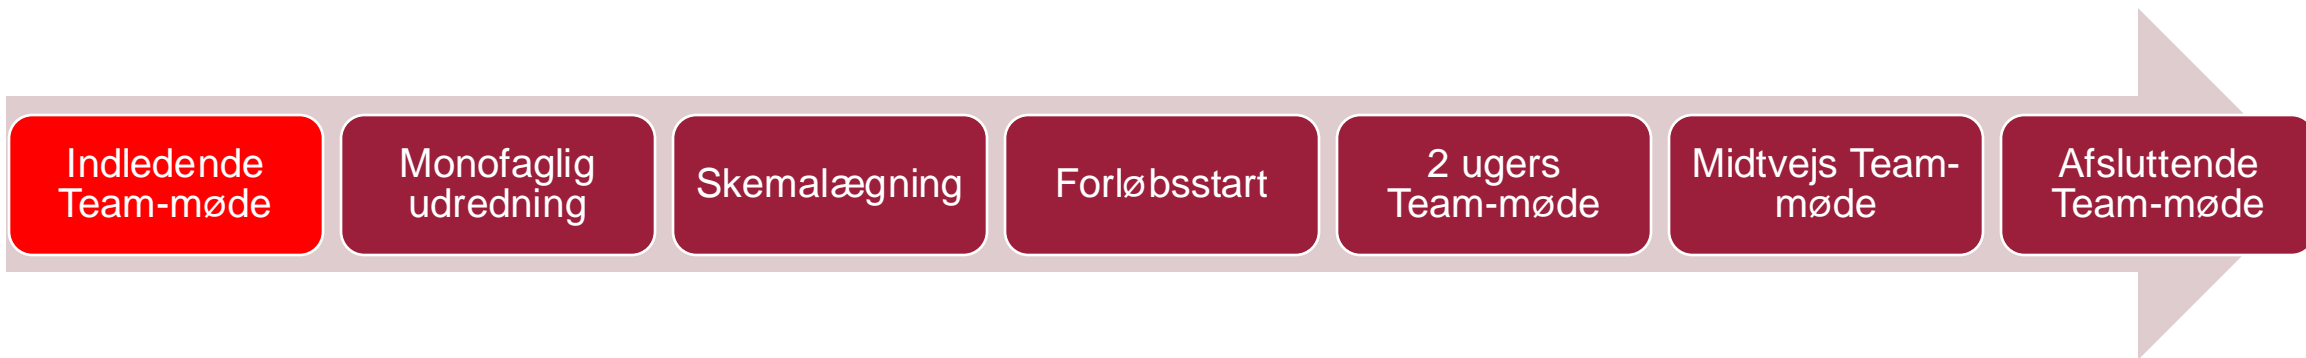 Indledende
Team-møde
Monofaglig
udredning
Skemalægning
Forløbsstart
2 ugers
Team-møde
Midtvejs Team-
møde
Afsluttende
Team-møde